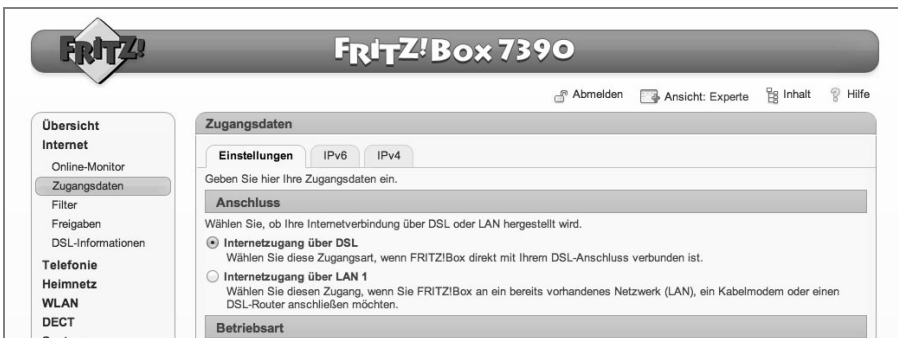 FRITZ!
FRITZ!Box 7390
Abmelden Ansicht: Experte Inhalt Hilfe
Übersicht
Internet
Online-Monitor
Zugangsdaten
Filter
Freigaben
DSL-Informationen
Telefonie
Heimnetz
WLAN
DECT
Zugangsdaten
Einstellungen IPv6 IPv4
Geben Sie hier Ihre Zugangsdaten ein.
Anschluss
Wählen Sie, ob Ihre Internetverbindung über DSL oder LAN hergestellt wird.
Internetzugang über DSL
Wählen Sie diese Zugangsart, wenn FRITZ!Box direkt mit Ihrem DSL-Anschluss verbunden ist.
Internetzugang über LAN 1
Wählen Sie diesen Zugang, wenn Sie FRITZ!Box an ein bereits vorhandenes Netzwerk (LAN), ein Kabelmodem oder einen
DSL-Router anschließen möchten.
Betriebsart